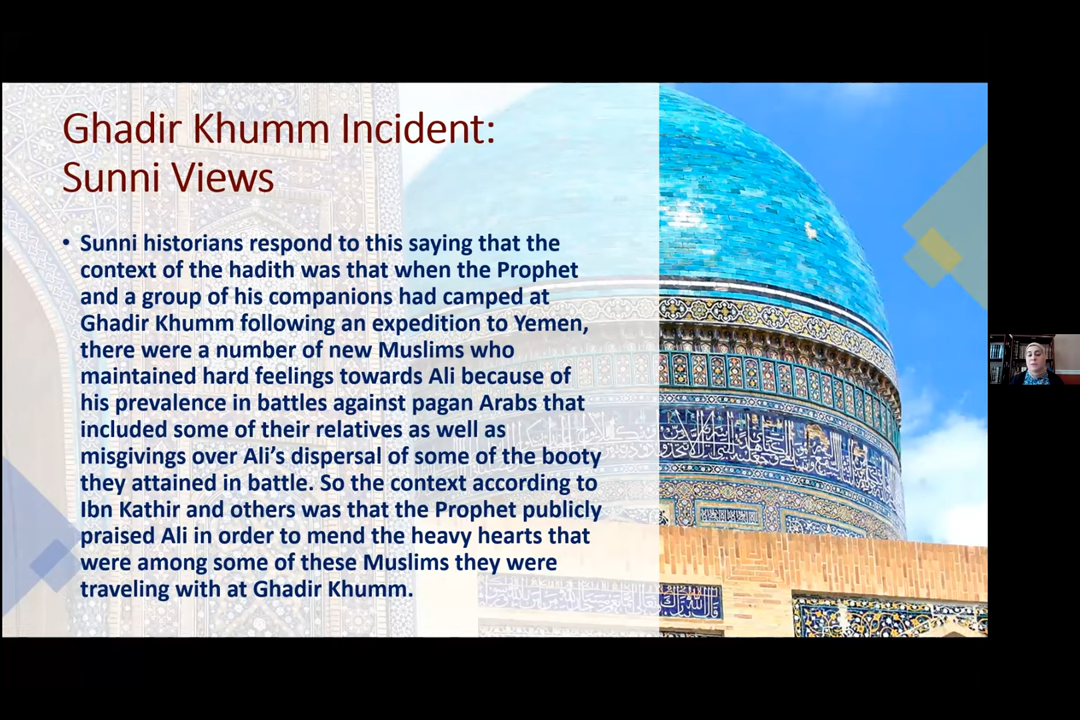 Ghadir Khumm Incident:
Sunni Views
• Sunni historians respond to this saying that the
context of the hadith was that when the Prophet
and a group of his companions had camped at
Ghadir Khumm following an expedition to Yemen,
there were a number of new Muslims who
maintained hard feelings towards Ali because of
his prevalence in battles against pagan Arabs that
included some of their relatives as well as
misgivings over Ali’s dispersal of some of the booty
they attained in battle. So the context according to
Ibn Kathir and others was that the Prophet publicly
praised Ali in order to mend the heavy hearts that
were among some of these Muslims they were
traveling with at Ghadir Khumm.